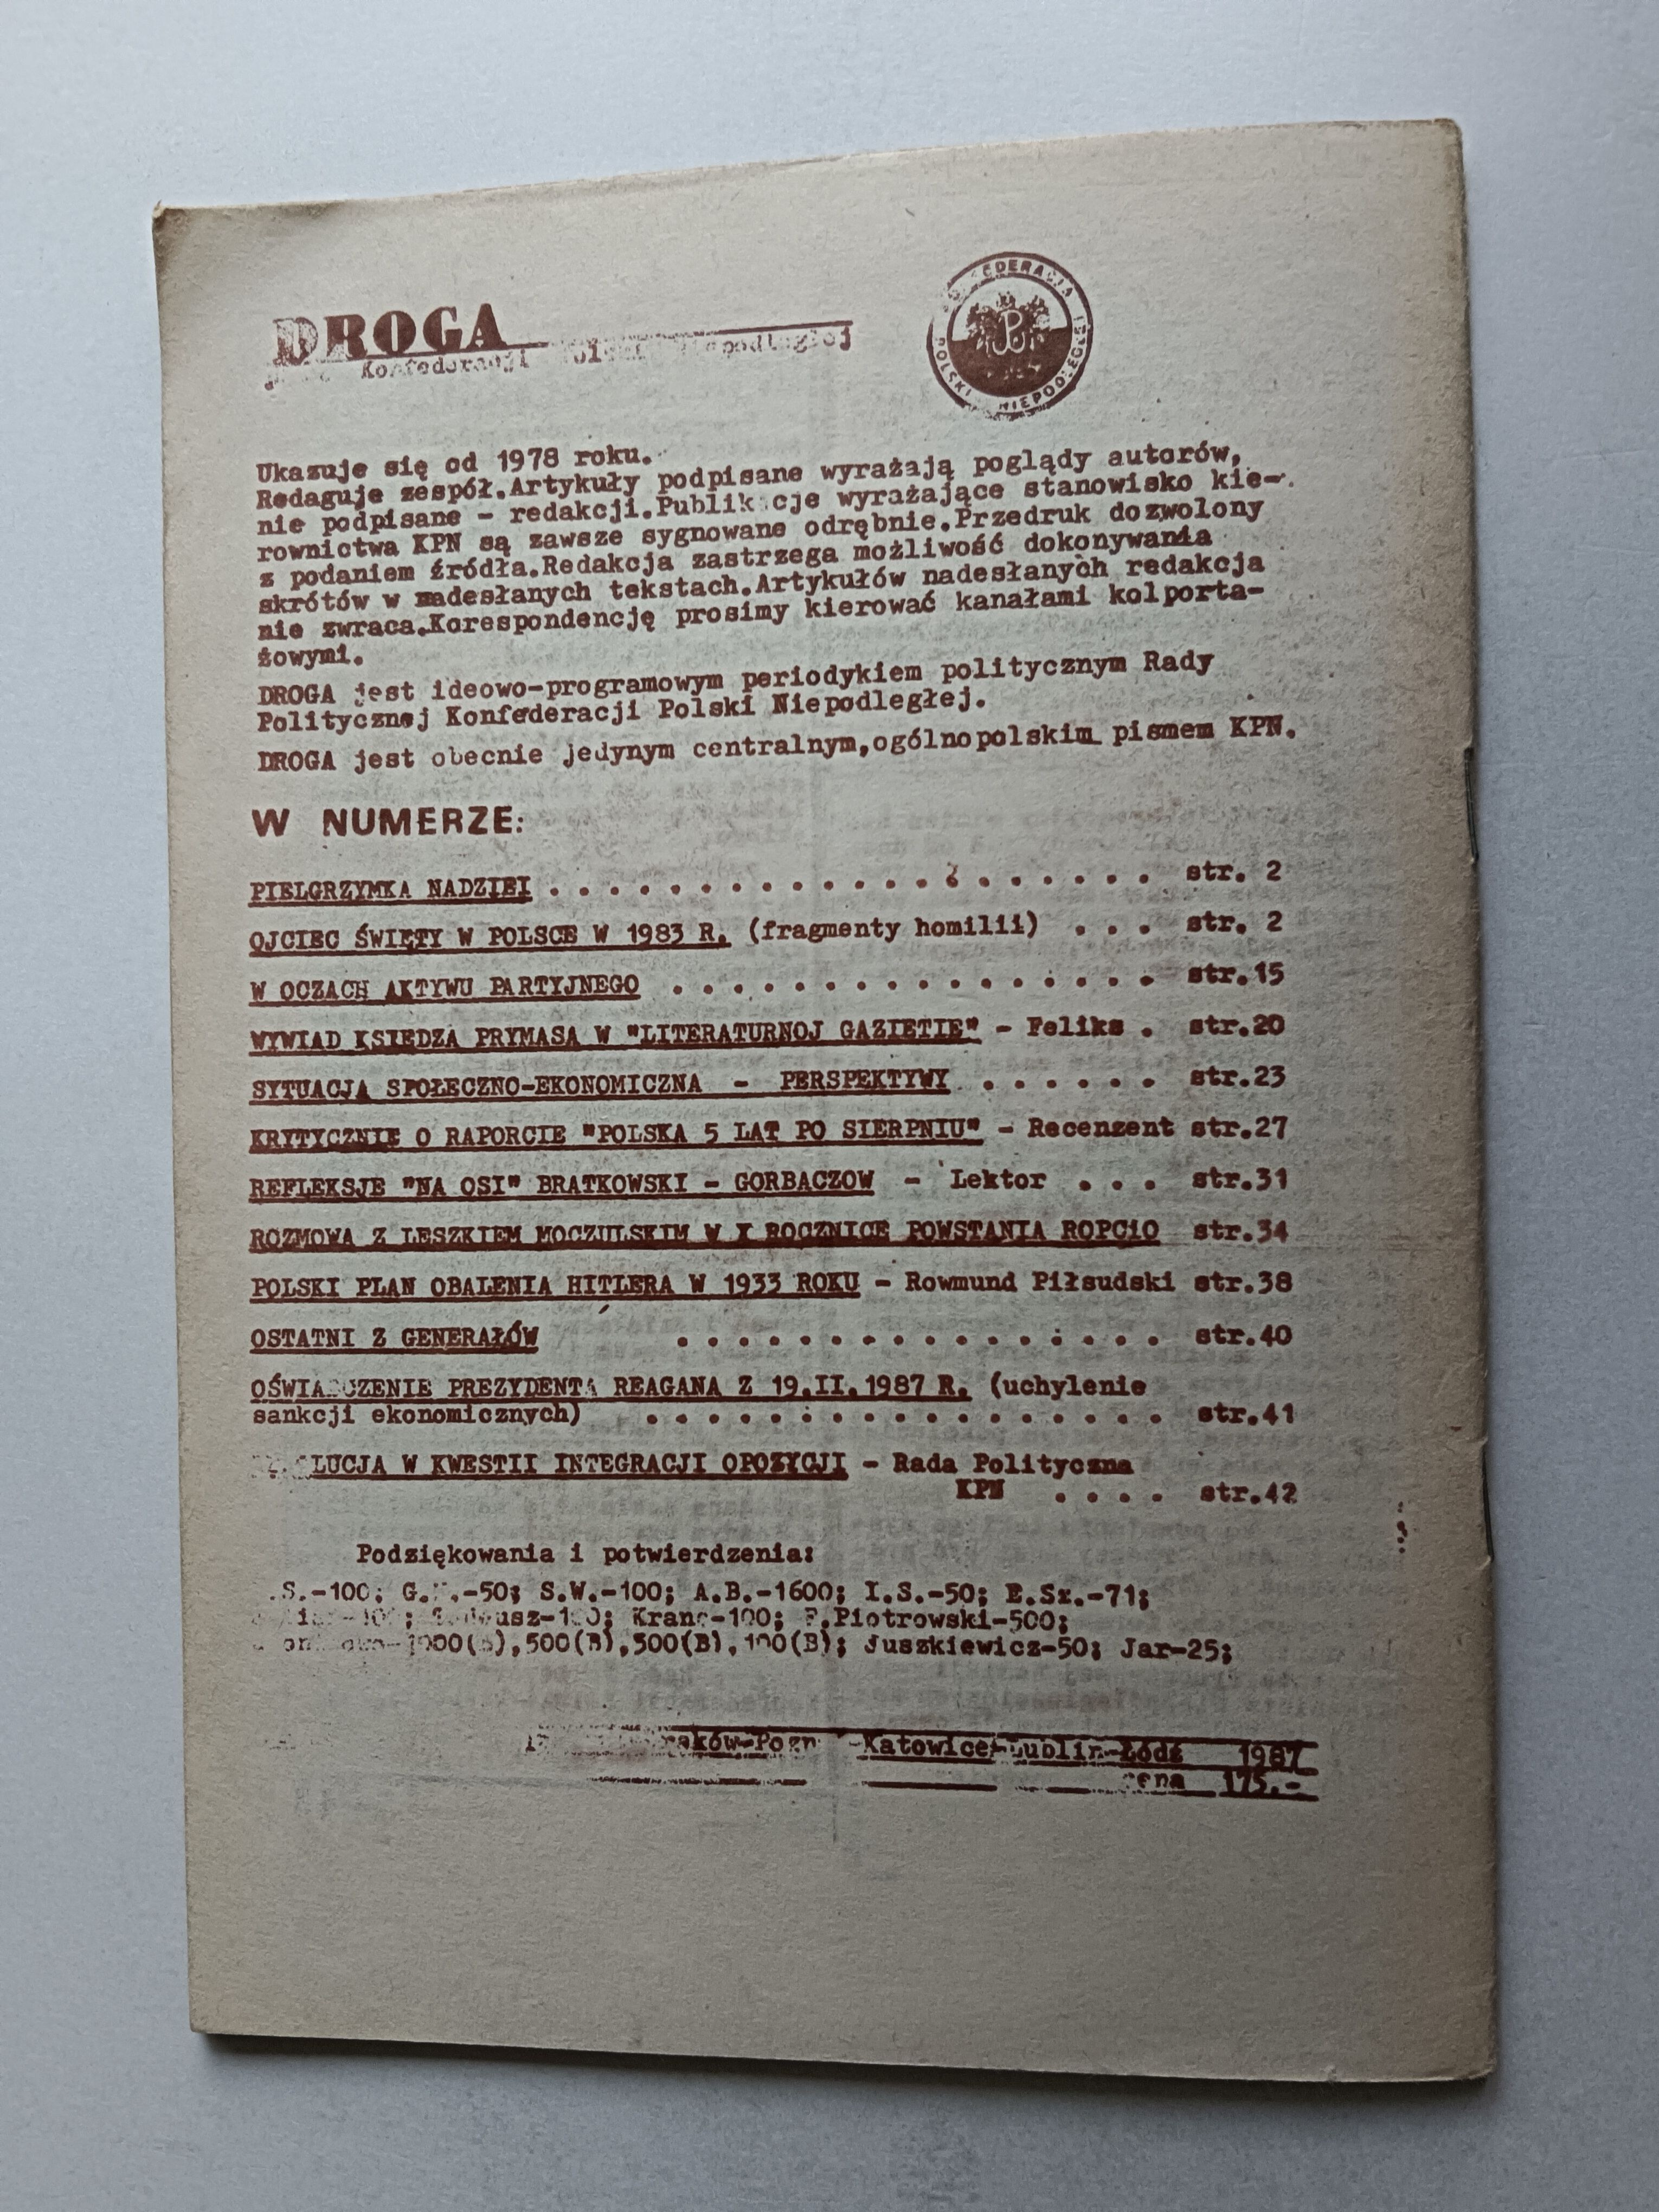 DROGA
Konfederacji
KONFEDERACJA POLSKI NIEPODLEGŁEJ
Ukazuje się od 1978 roku.
Redaguje zespół.Artykuły podpisane wyrażają poglądy autorów,
nie podpisane - redakcji.Publikacje wyrażające stanowisko kie-
rownictwa KPN są zawsze sygnowane odrębnie.Przedruk dozwolony
z podaniem źródła.Redakcja zastrzega możliwość dokonywania
skrótów w nadesłanych tekstach.Artykułów nadesłanych redakcja
nie zwraca.Korespondencję prosimy kierować kanałami kolporta-
żowymi.
DROGA jest ideowo-programowym periodykiem politycznym Rady
Politycznej Konfederacji Polski Niepodległej.
DROGA jest obecnie jedynym centralnym,ogólnopolskim pismem KPN.
W NUMERZE:
PIELGRZYMKA NADZIEI . . . . . . . . . . . . . . . . . . . . str. 2
OJCIEC ŚWIĘTY W POLSCE W 1983 R. (fragmenty homilii) . . . str. 2
W OCZACH AKTYWU PARTYJNEGO . . . . . . . . . . . . . . . . str.15
WYWIAD KSIĘDZA PRYMASA W "LITERATURNOJ GAZIETIE" - Feliks . str.20
SYTUACJA SPOŁECZNO-EKONOMICZNA - PERSPEKTYWY . . . . . . str.23
KRYTYCZNIE O RAPORCIE "POLSKA 5 LAT PO SIERPNIU" - Recenzent str.27
REFLEKSJE "NA OSI" BRATKOWSKI - GORBACZOW - Lektor . . . str.31
ROZMOWA Z LESZKIEM MOCZULSKIM W X ROCZNICE POWSTANIA ROPCiO str.34
POLSKI PLAN OBALENIA HITLERA W 1933 ROKU - Rowmund Piłsudski str.38
OSTATNI Z GENERAŁÓW . . . . . . . . . . . . . . . . str.40
OŚWIADCZENIE PREZYDENTA REAGANA Z 19.II.1987 R. (uchylenie
sankcji ekonomicznych) . . . . . . . . . . . . . . . . . str.41
W KWESTII INTEGRACJI OPOZYCJI - Rada Polityczna
KPN . . . . str.42
Podziękowania i potwierdzenia:
S.-100; S.W.-100; A.B.-1600; I.S.-50; E.Sz.-71;
Kranc-100; Piotrowski-500;
500(B),500(B),100(B); Juszkiewicz-50; Jar-25;
Katowice-Lublin-Łódź 1987
cena 175.-